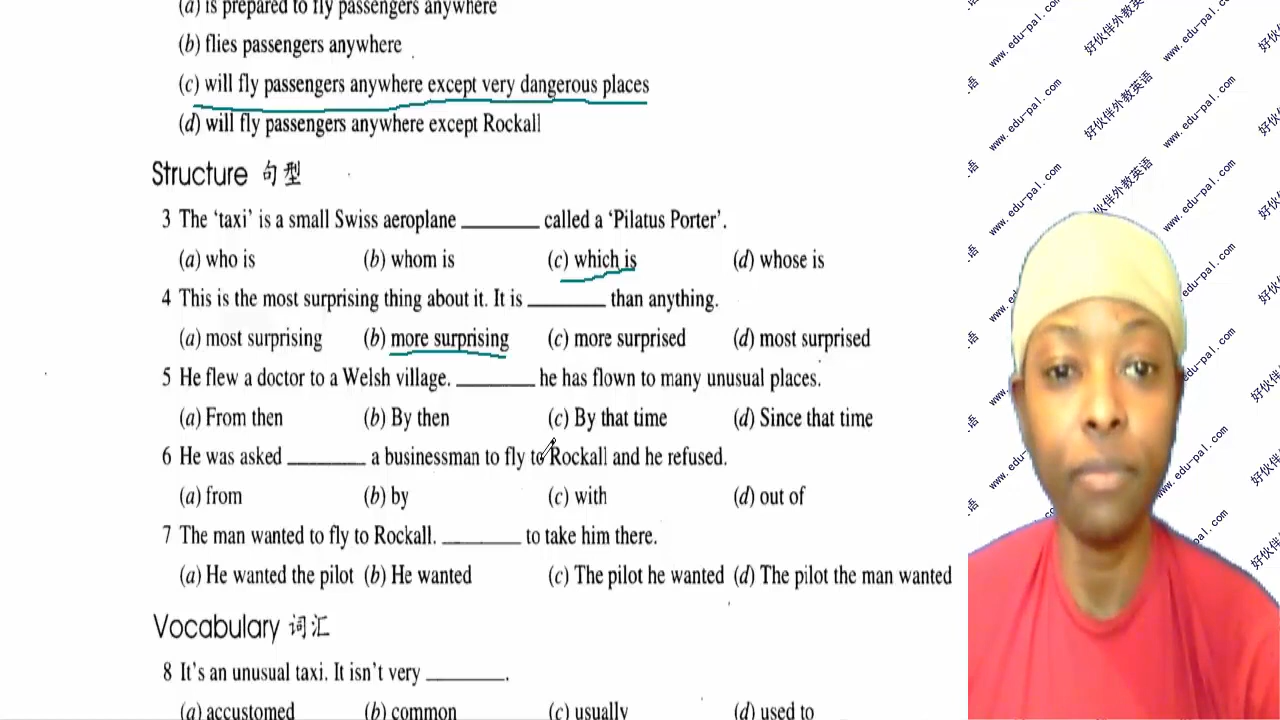 (a) is prepared to fly passengers anywhere
(b) flies passengers anywhere
(c) will fly passengers anywhere except very dangerous places
(d) will fly passengers anywhere except Rockall
Structure 句型
3 The ‘taxi’ is a small Swiss aeroplane ________ called a ‘Pilatus Porter’.
(a) who is (b) whom is (c) which is (d) whose is
4 This is the most surprising thing about it. It is ________ than anything.
(a) most surprising (b) more surprising (c) more surprised (d) most surprised
5 He flew a doctor to a Welsh village. ________ he has flown to many unusual places.
(a) From then (b) By then (c) By that time (d) Since that time
6 He was asked ________ a businessman to fly to Rockall and he refused.
(a) from (b) by (c) with (d) out of
7 The man wanted to fly to Rockall. ________ to take him there.
(a) He wanted the pilot (b) He wanted (c) The pilot he wanted (d) The pilot the man wanted
Vocabulary 词汇
8 It’s an unusual taxi. It isn’t very ________.
(a) accustomed (b) common (c) usually (d) used to
www.edu-pal.com
好伙伴外教英语